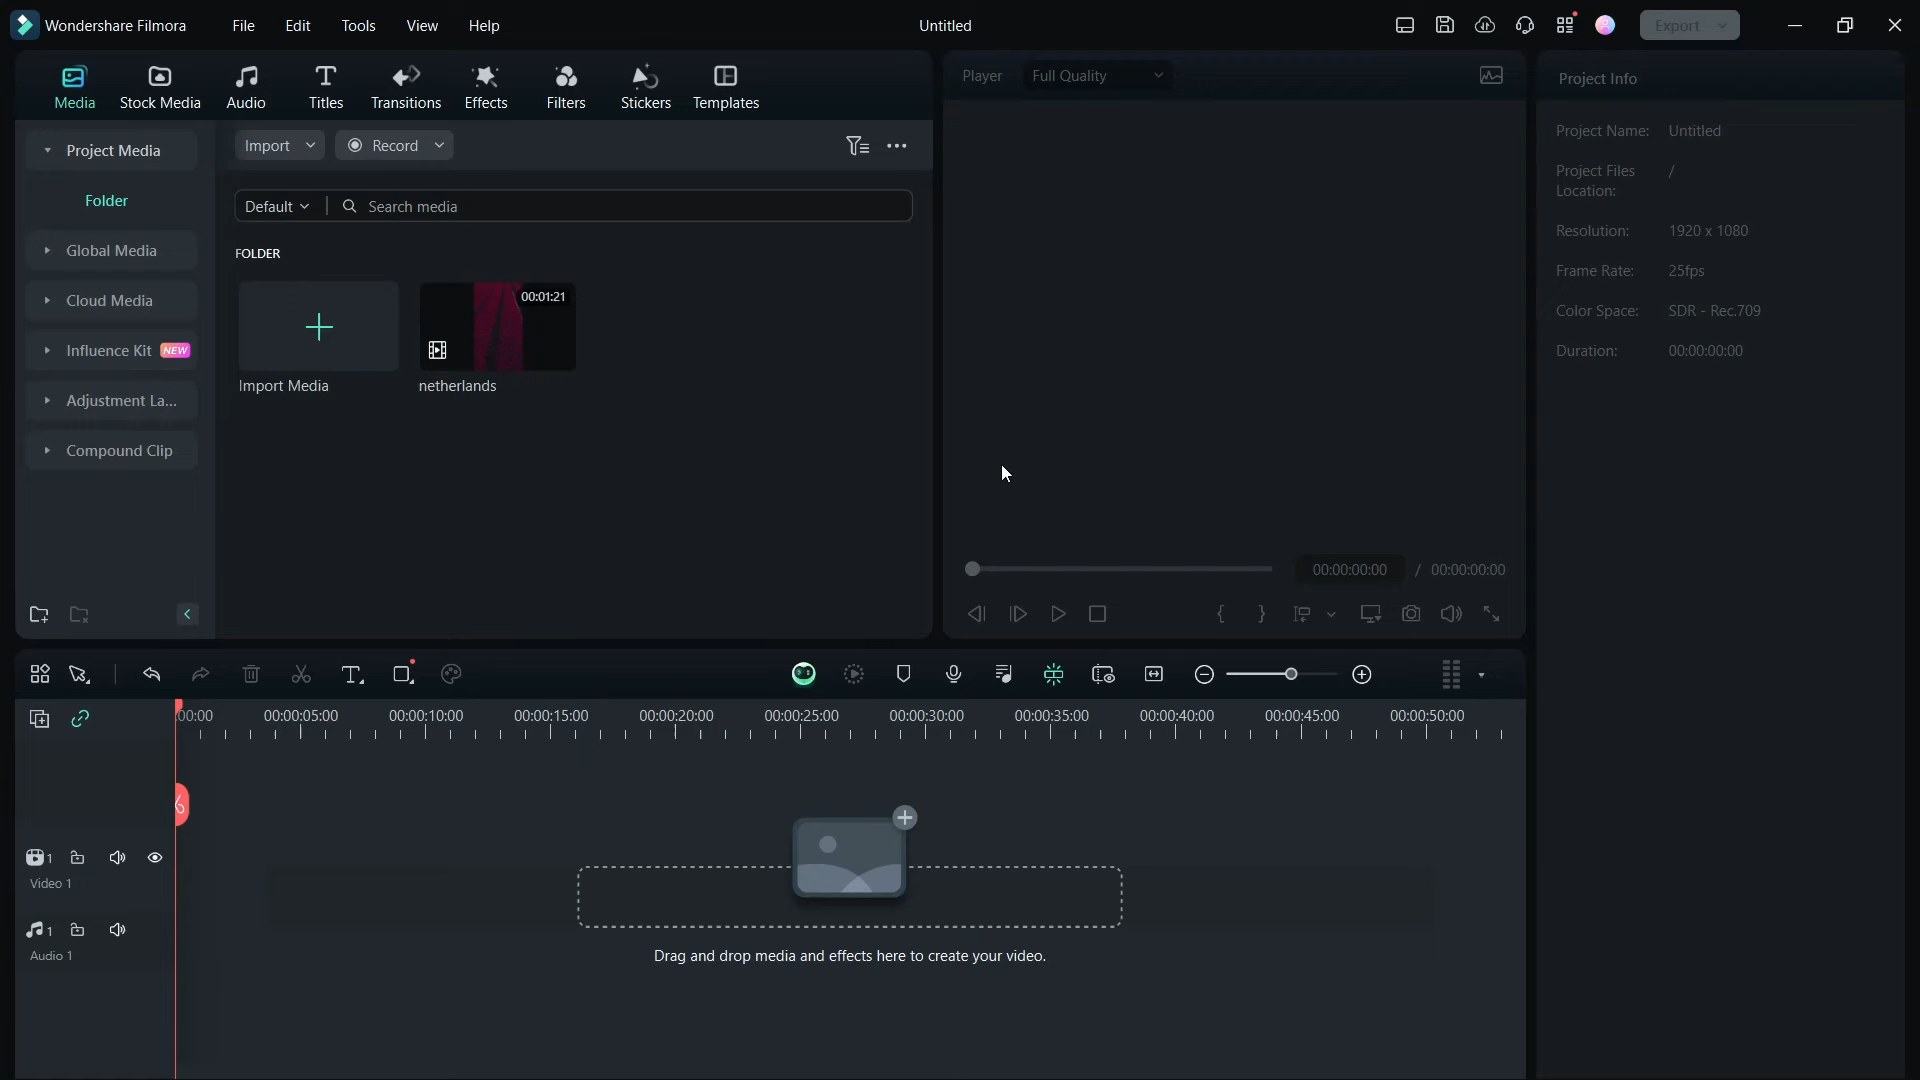 Wondershare Filmora File Edit Tools View Help Untitled Export
Media Stock Media Audio Titles Transitions Effects Filters Stickers Templates
Player Full Quality
Project Info
Project Media
Folder
Global Media
Cloud Media
Influence Kit NEW
Adjustment La...
Compound Clip
Import Record
Default Search media
FOLDER
00:01:21
Import Media netherlands
Project Name: Untitled
Project Files Location: /
Resolution: 1920 x 1080
Frame Rate: 25fps
Color Space: SDR - Rec.709
Duration: 00:00:00:00
00:00:00:00 / 00:00:00:00
:00:00 00:00:05:00 00:00:10:00 00:00:15:00 00:00:20:00 00:00:25:00 00:00:30:00 00:00:35:00 00:00:40:00 00:00:45:00 00:00:50:00
1
Video 1
1
Audio 1
Drag and drop media and effects here to create your video.